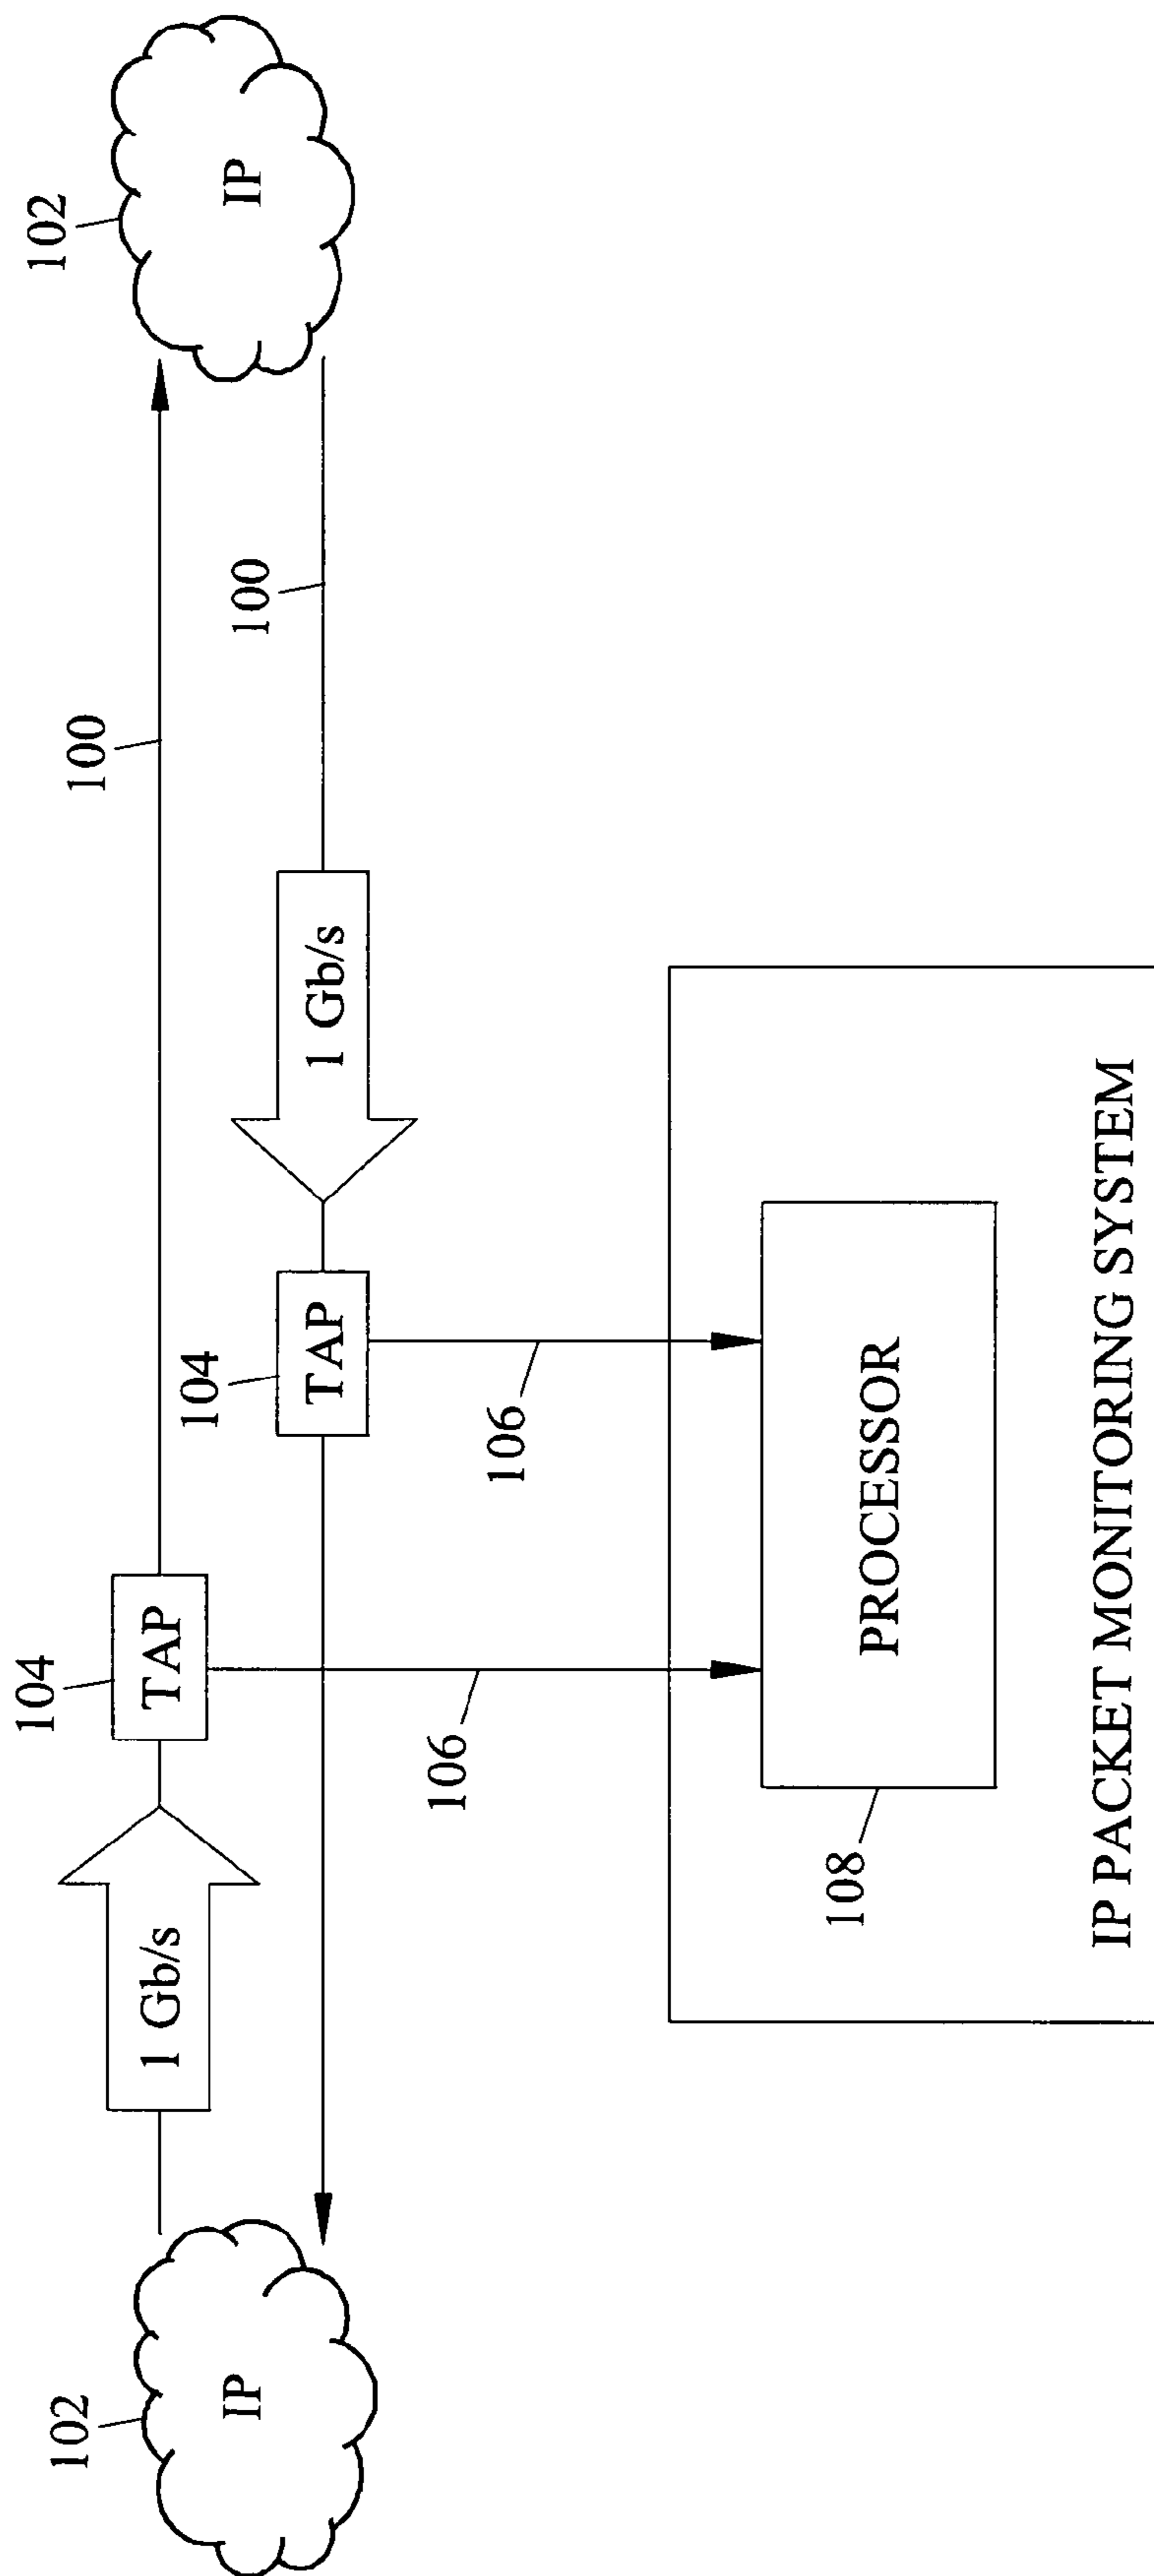 102
IP
100
100
104
TAP
1 Gb/s
102
IP
1 Gb/s
104
TAP
106
106
108
PROCESSOR
IP PACKET MONITORING SYSTEM